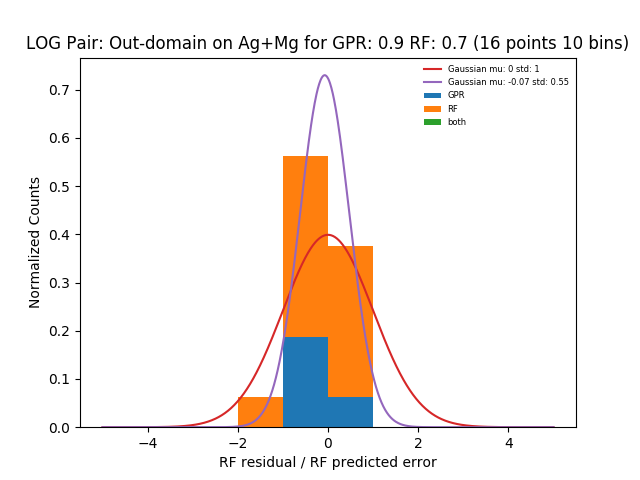 LOG Pair: Out-domain on Ag+Mg for GPR: 0.9 RF: 0.7 (16 points 10 bins)
Gaussian mu: 0 std: 1
Gaussian mu: -0.07 std: 0.55
GPR
RF
both
Normalized Counts
0.7
0.6
0.5
0.4
0.3
0.2
0.1
0.0
−4 −2 0 2 4
RF residual / RF predicted error